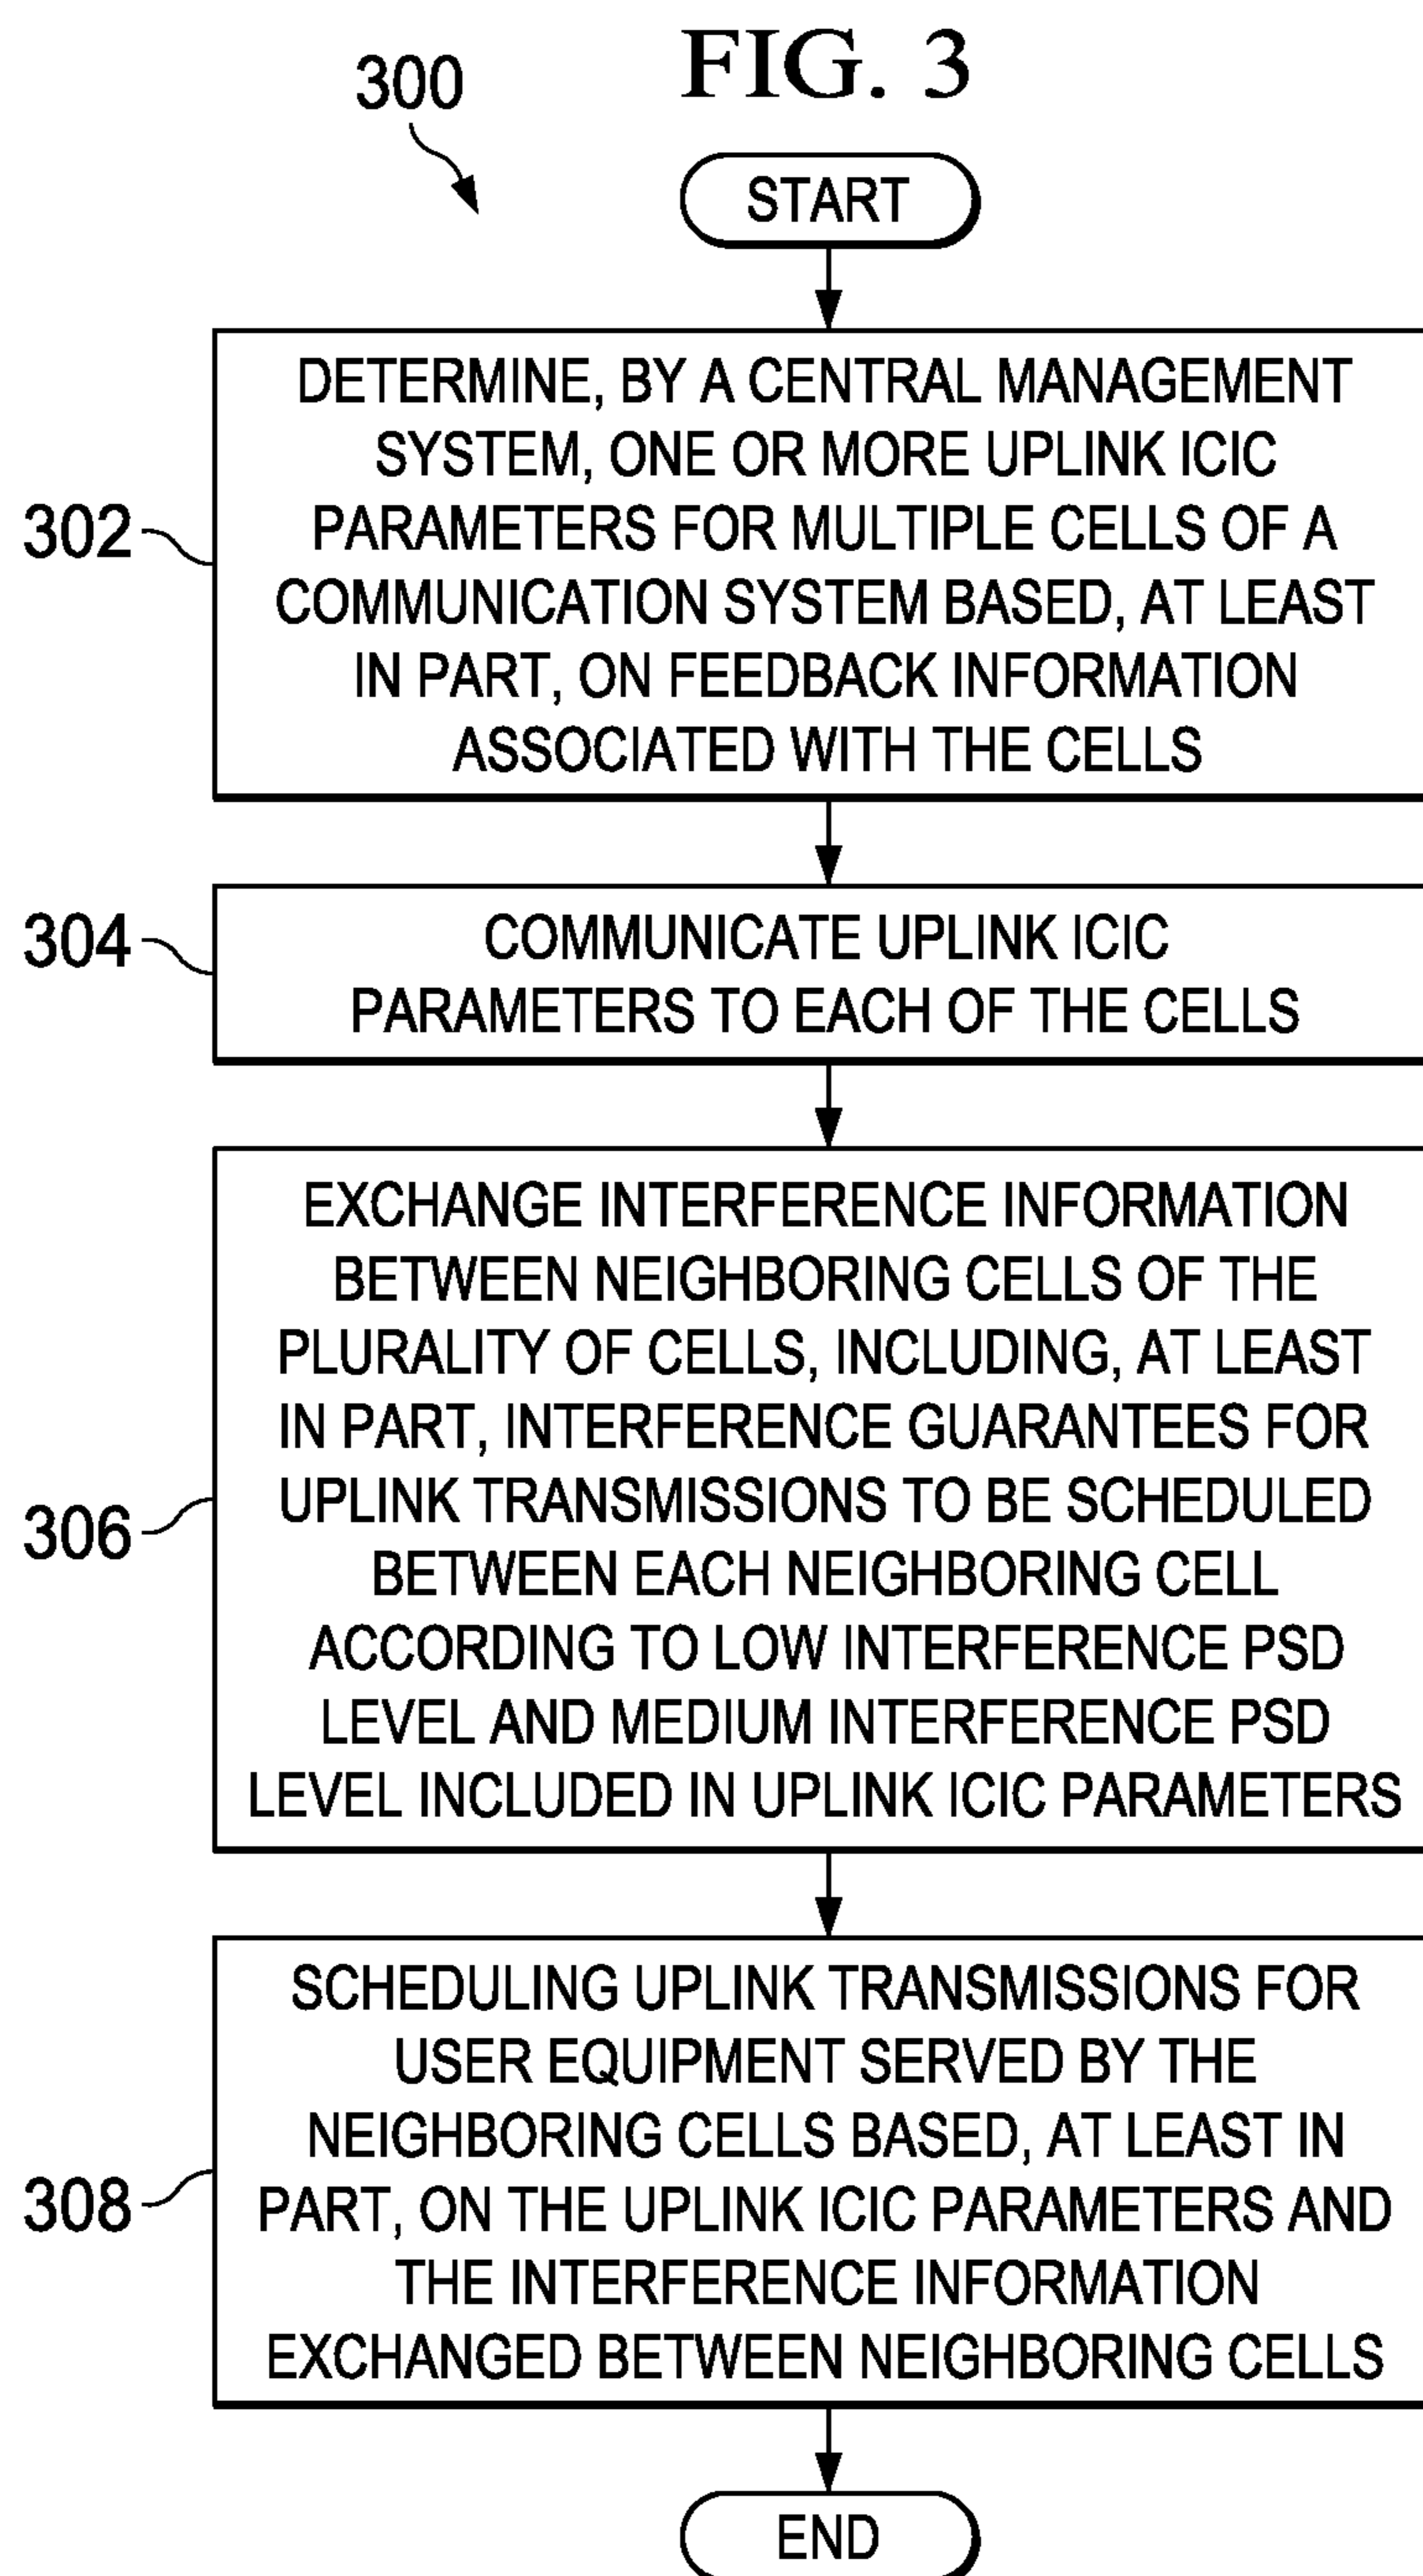 FIG. 3
300
START
302
DETERMINE, BY A CENTRAL MANAGEMENT
SYSTEM, ONE OR MORE UPLINK ICIC
PARAMETERS FOR MULTIPLE CELLS OF A
COMMUNICATION SYSTEM BASED, AT LEAST
IN PART, ON FEEDBACK INFORMATION
ASSOCIATED WITH THE CELLS
304
COMMUNICATE UPLINK ICIC
PARAMETERS TO EACH OF THE CELLS
306
EXCHANGE INTERFERENCE INFORMATION
BETWEEN NEIGHBORING CELLS OF THE
PLURALITY OF CELLS, INCLUDING, AT LEAST
IN PART, INTERFERENCE GUARANTEES FOR
UPLINK TRANSMISSIONS TO BE SCHEDULED
BETWEEN EACH NEIGHBORING CELL
ACCORDING TO LOW INTERFERENCE PSD
LEVEL AND MEDIUM INTERFERENCE PSD
LEVEL INCLUDED IN UPLINK ICIC PARAMETERS
308
SCHEDULING UPLINK TRANSMISSIONS FOR
USER EQUIPMENT SERVED BY THE
NEIGHBORING CELLS BASED, AT LEAST IN
PART, ON THE UPLINK ICIC PARAMETERS AND
THE INTERFERENCE INFORMATION
EXCHANGED BETWEEN NEIGHBORING CELLS
END